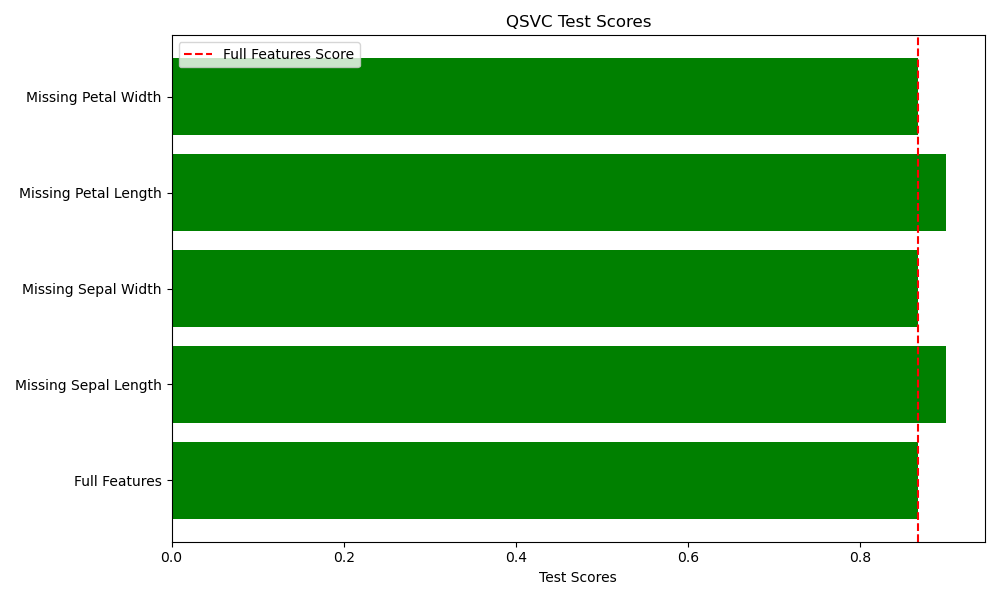 QSVC Test Scores
Full Features Score
Missing Petal Width
Missing Petal Length
Missing Sepal Width
Missing Sepal Length
Full Features
0.0 0.2 0.4 0.6 0.8
Test Scores